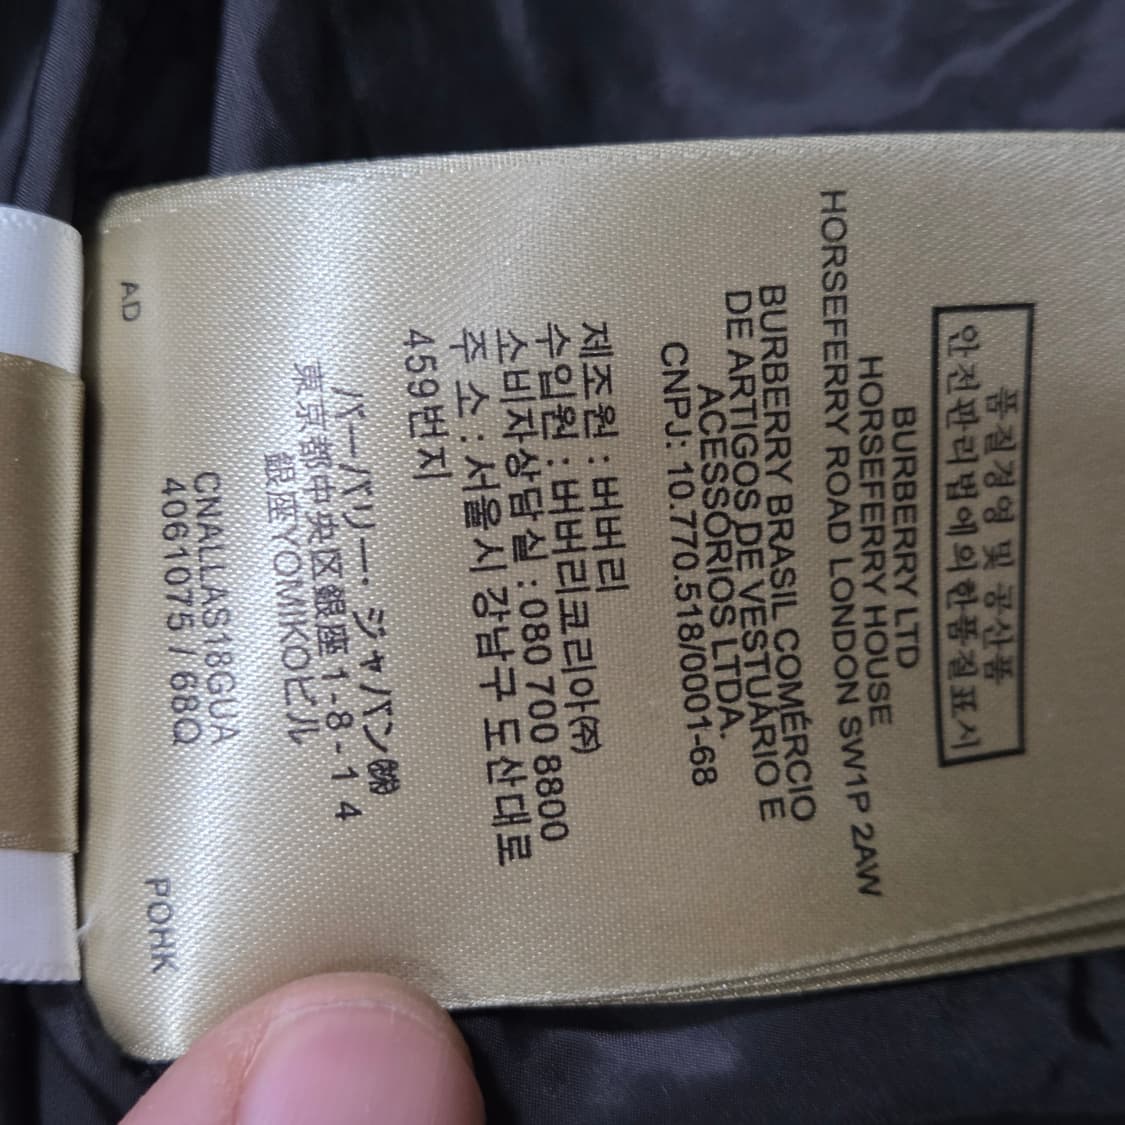 품질경영 및 공산품
안전관리법에 의한 품질표시
BURBERRY LTD
HORSEFERRY HOUSE
HORSEFERRY ROAD LONDON SW1P 2AW
BURBERRY BRASIL COMÉRCIO
DE ARTIGOS DE VESTUÁRIO E
ACESSÓRIOS LTDA.
CNPJ: 10.770.518/0001-68
제조원 : 버버리
수입원 : 버버리코리아㈜
소비자상담실 : 080 700 8800
주 소 : 서울시 강남구 도산대로
459번지
バーバリー・ジャパン㈱
東京都中央区銀座1-8-14
銀座YOMIKOビル
CNALLAS18GUA
4061075 / 68Q
AD
POHK